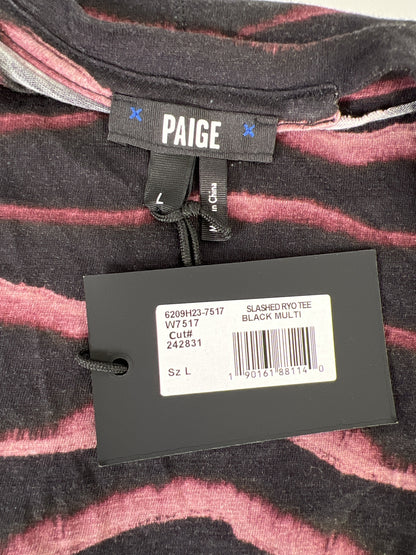 PAIGE
L
Made in China
6209H23-7517 SLASHED RYO TEE
W7517 BLACK MULTI
Cut#
242831
Sz L
1 90161 88114 0